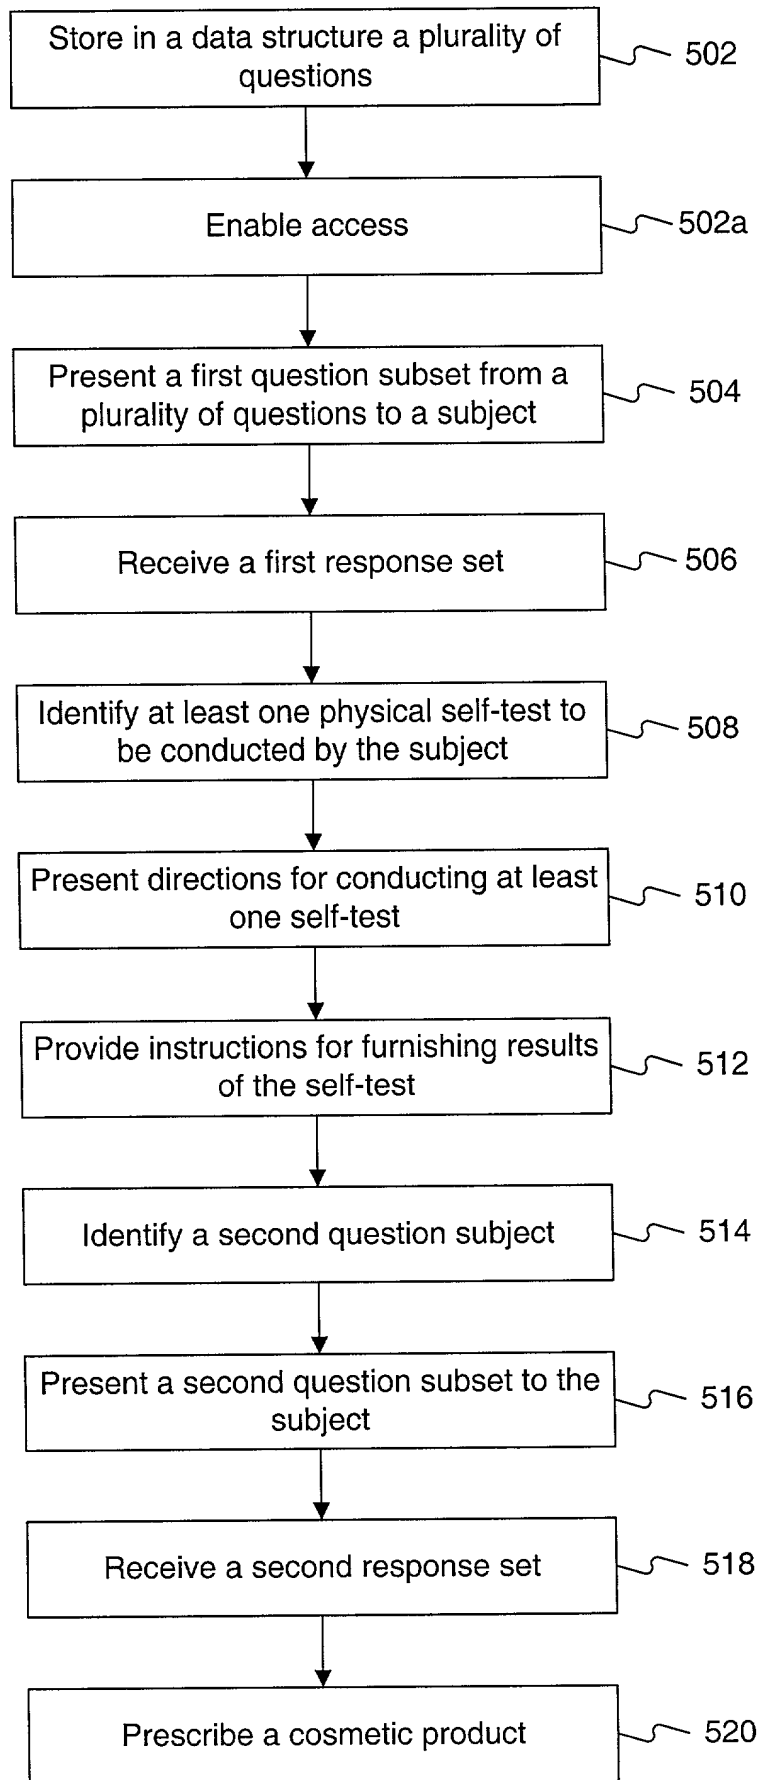 Store in a data structure a plurality of
questions
502
Enable access
502a
Present a first question subset from a
plurality of questions to a subject
504
Receive a first response set
506
Identify at least one physical self-test to
be conducted by the subject
508
Present directions for conducting at least
one self-test
510
Provide instructions for furnishing results
of the self-test
512
Identify a second question subject
514
Present a second question subset to the
subject
516
Receive a second response set
518
Prescribe a cosmetic product
520